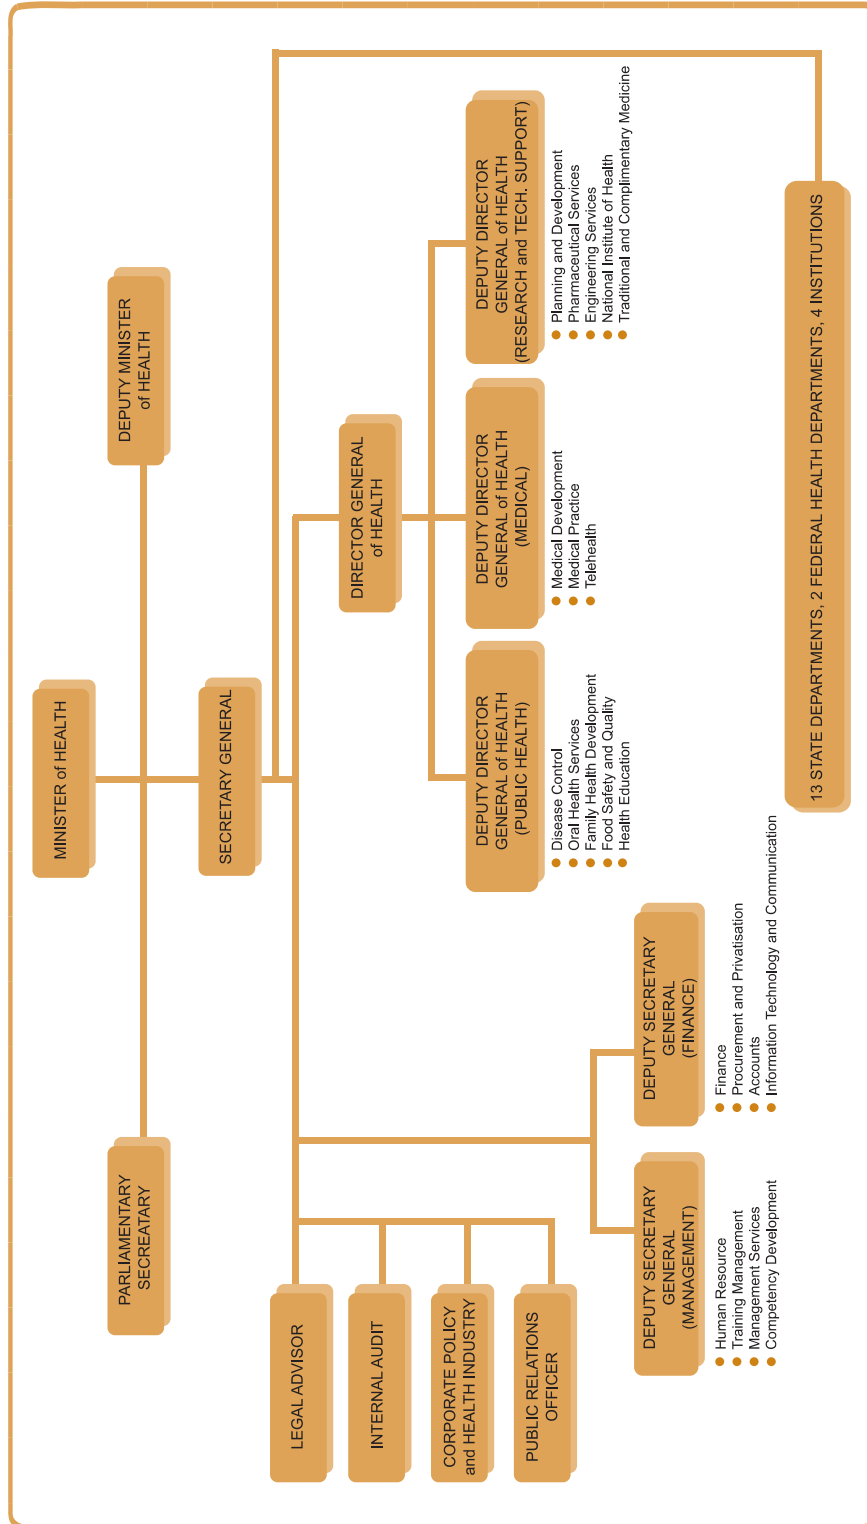 MINISTER of HEALTH
PARLIAMENTARY
SECREATARY
DEPUTY MINISTER
of HEALTH
SECRETARY GENERAL
LEGAL ADVISOR
INTERNAL AUDIT
CORPORATE POLICY
and HEALTH INDUSTRY
PUBLIC RELATIONS
OFFICER
DIRECTOR GENERAL
of HEALTH
DEPUTY DIRECTOR
GENERAL of HEALTH
(PUBLIC HEALTH)
Disease Control
Oral Health Services
Family Health Development
Food Safety and Quality
Health Education
DEPUTY DIRECTOR
GENERAL of HEALTH
(MEDICAL)
Medical Development
Medical Practice
Telehealth
DEPUTY DIRECTOR
GENERAL of HEALTH
(RESEARCH and TECH. SUPPORT)
Planning and Development
Pharmaceutical Services
Engineering Services
National Institute of Health
Traditional and Complimentary Medicine
DEPUTY SECRETARY
GENERAL
(MANAGEMENT)
Human Resource
Training Management
Management Services
Competency Development
DEPUTY SECRETARY
GENERAL
(FINANCE)
Finance
Procurement and Privatisation
Accounts
Information Technology and Communication
13 STATE DEPARTMENTS, 2 FEDERAL HEALTH DEPARTMENTS, 4 INSTITUTIONS